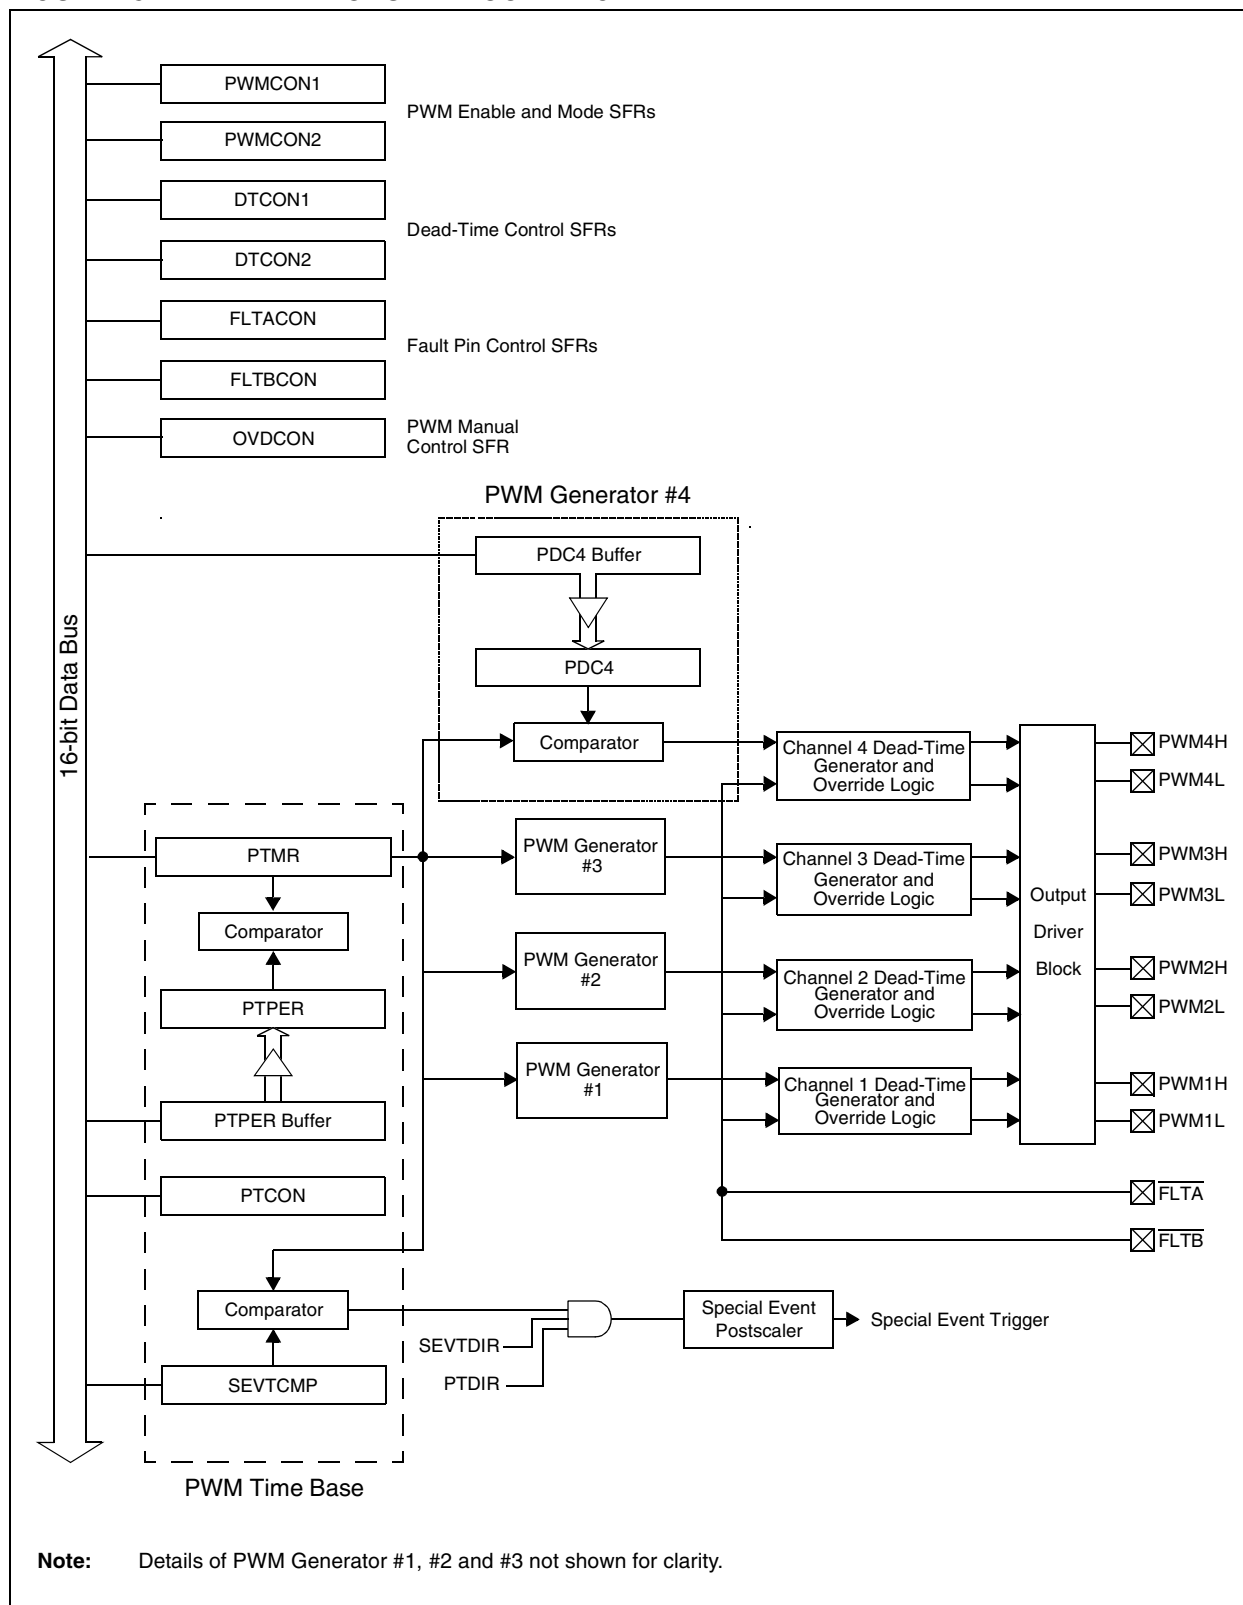 PWMCON1
PWM Enable and Mode SFRs
PWMCON2
DTCON1
Dead-Time Control SFRs
DTCON2
FLTACON
Fault Pin Control SFRs
FLTBCON
OVDCON
PWM Manual
Control SFR
16-bit Data Bus
PWM Generator #4
PDC4 Buffer
PDC4
Comparator
Channel 4 Dead-Time
Generator and
Override Logic
PWM4H
PWM4L
PTMR
Comparator
PTPER
PTPER Buffer
PTCON
Comparator
SEVTCMP
PWM Time Base
PWM Generator
#3
Channel 3 Dead-Time
Generator and
Override Logic
PWM3H
PWM3L
PWM Generator
#2
Channel 2 Dead-Time
Generator and
Override Logic
PWM2H
PWM2L
PWM Generator
#1
Channel 1 Dead-Time
Generator and
Override Logic
PWM1H
PWM1L
Output
Driver
Block
FLTA
FLTB
SEVTDIR
PTDIR
Special Event
Postscaler
Special Event Trigger
Note: Details of PWM Generator #1, #2 and #3 not shown for clarity.